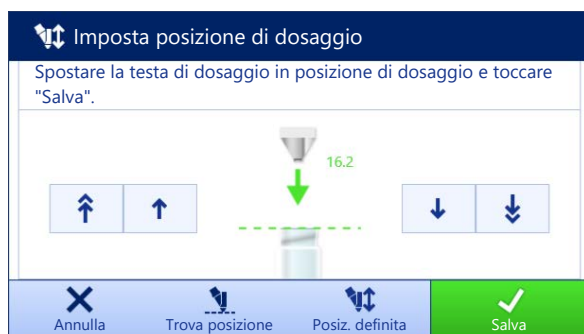 Imposta posizione di dosaggio
Spostare la testa di dosaggio in posizione di dosaggio e toccare
"Salva".
16.2
Annulla
Trova posizione
Posiz. definita
Salva